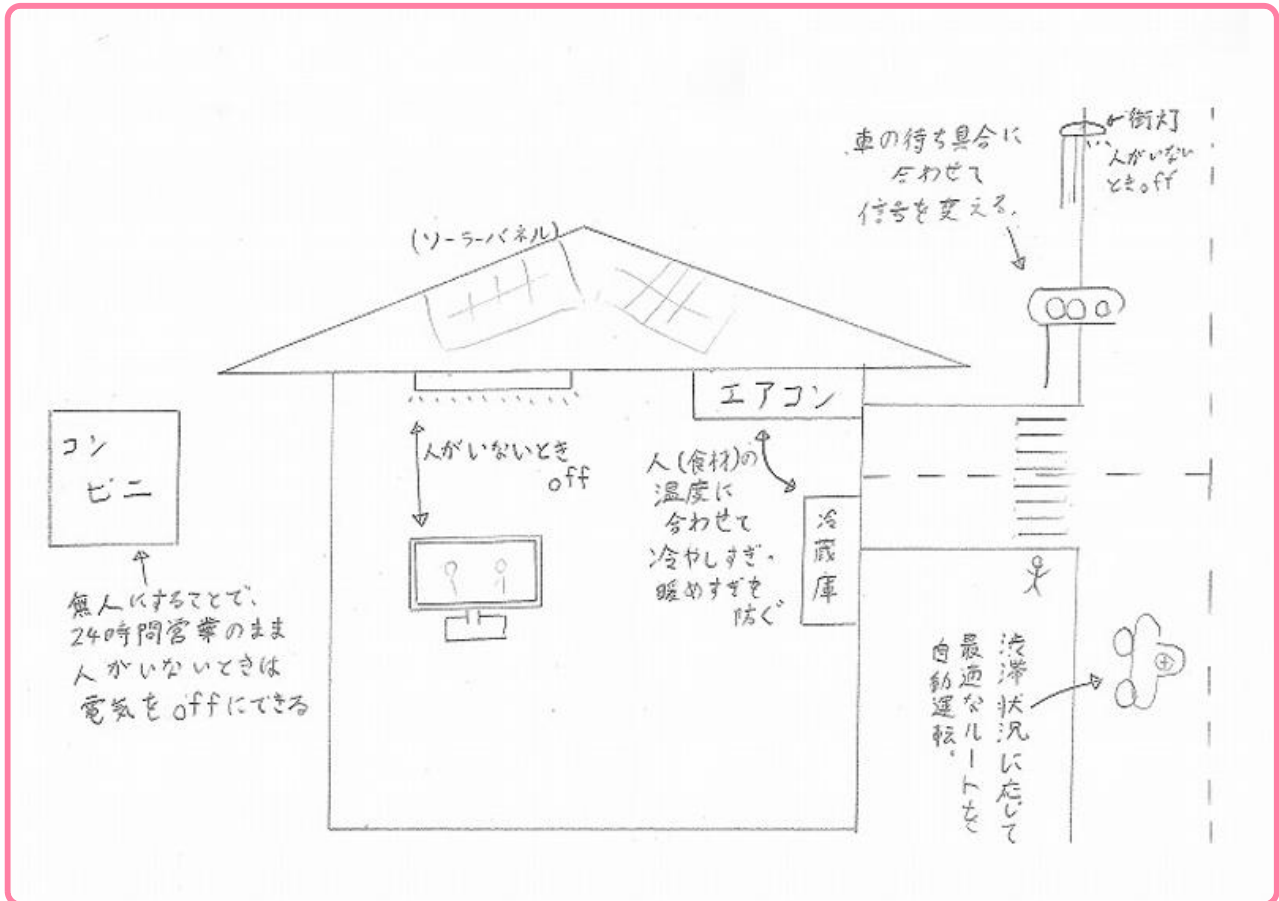 車の待ち具合に
合わせて
信号を変える。
街灯
人がいない
ときoff
(ソーラーパネル)
エアコン
コン
ビニ
人がいないとき
off
人(食材)の
温度に
合わせて
冷やしすぎ、
暖めすぎを
防ぐ
冷蔵庫
無人にすることで、
24時間営業のまま
人がいないときは
電気をoffにできる
渋滞状況に応じて
最適なルートを
自動運転。